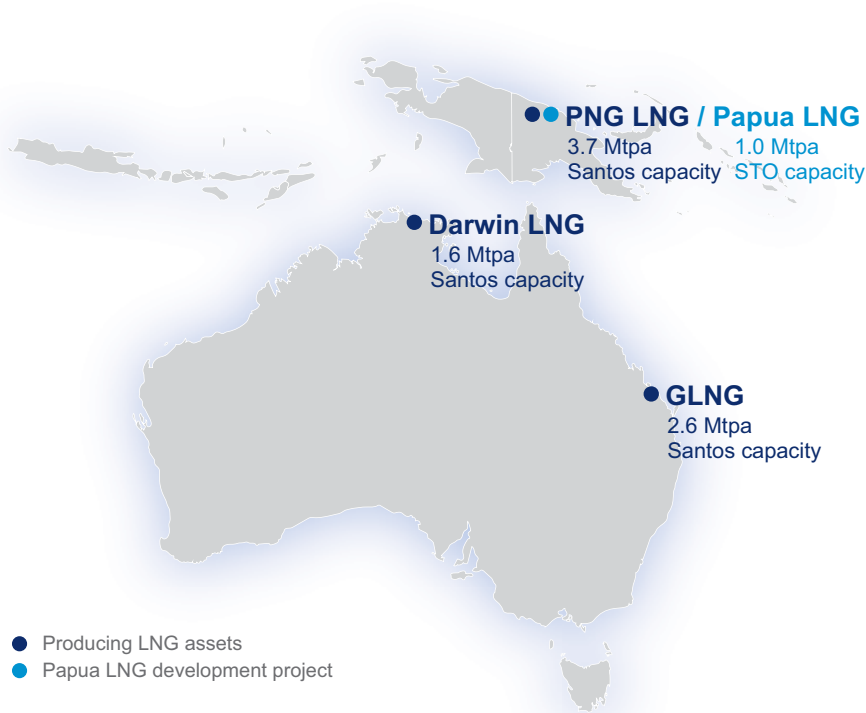 PNG LNG / Papua LNG
3.7 Mtpa 1.0 Mtpa
Santos capacity STO capacity
Darwin LNG
1.6 Mtpa
Santos capacity
GLNG
2.6 Mtpa
Santos capacity
Producing LNG assets
Papua LNG development project